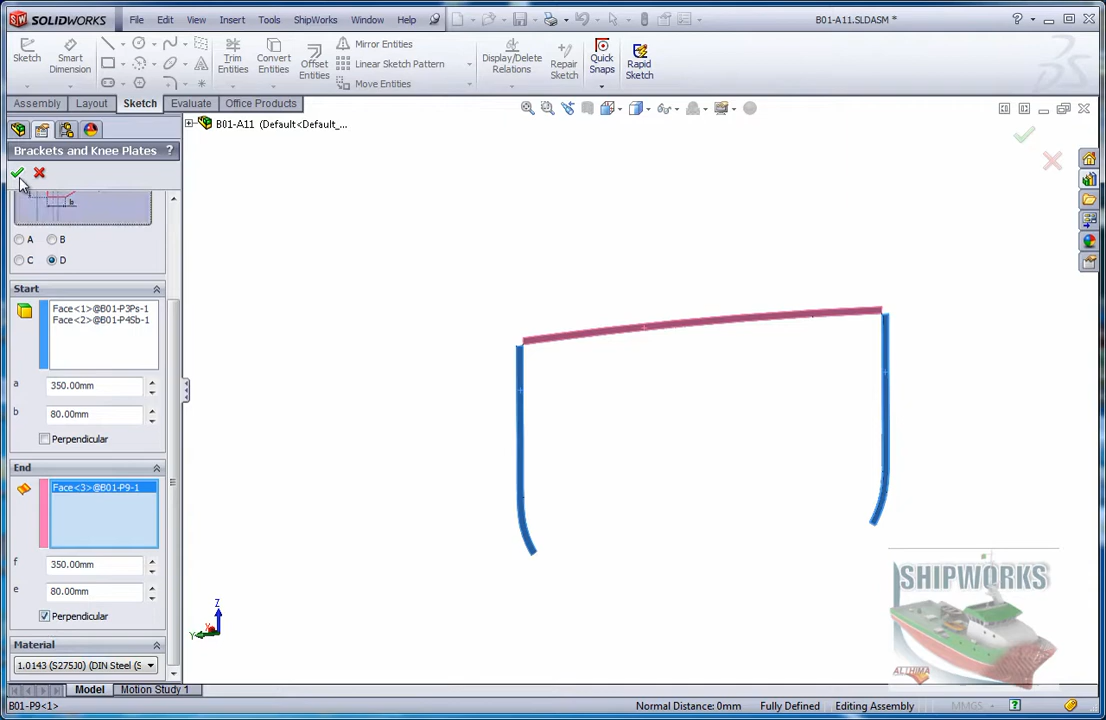 SOLIDWORKS File Edit View Insert Tools ShipWorks Window Help B01-A11.SLDASM *
Sketch Smart Dimension Trim Entities Convert Entities Offset Entities Mirror Entities Linear Sketch Pattern Move Entities Display/Delete Relations Repair Sketch Quick Snaps Rapid Sketch
Assembly Layout Sketch Evaluate Office Products
B01-A11 (Default<Default_...
Brackets and Knee Plates ?
b
A B
C D
Start
Face<1>@B01-P3Ps-1
Face<2>@B01-P4Sb-1
a 350.00mm
b 80.00mm
Perpendicular
End
Face<3>@B01-P9-1
f 350.00mm
e 80.00mm
Perpendicular
Material
1.0143 (S275J0) (DIN Steel (S
Z
Y X
SHIPWORKS
ALTHIMA
Model Motion Study 1
B01-P9<1> Normal Distance: 0mm Fully Defined Editing Assembly MMGS